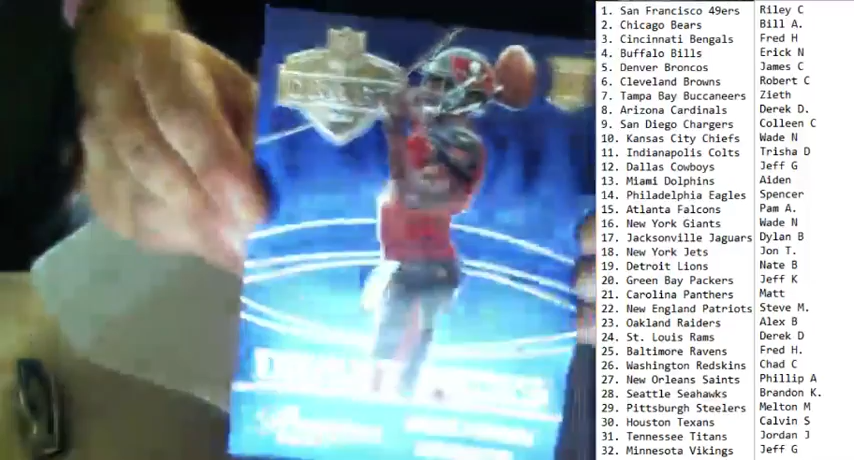 1. San Francisco 49ers Riley C
2. Chicago Bears Bill A.
3. Cincinnati Bengals Fred H
4. Buffalo Bills Erick N
5. Denver Broncos James C
6. Cleveland Browns Robert C
7. Tampa Bay Buccaneers Zieth
8. Arizona Cardinals Derek D.
9. San Diego Chargers Colleen C
10. Kansas City Chiefs Wade N
11. Indianapolis Colts Trisha D
12. Dallas Cowboys Jeff G
13. Miami Dolphins Aiden
14. Philadelphia Eagles Spencer
15. Atlanta Falcons Pam A.
16. New York Giants Wade N
17. Jacksonville Jaguars Dylan B
18. New York Jets Jon T.
19. Detroit Lions Nate B
20. Green Bay Packers Jeff K
21. Carolina Panthers Matt
22. New England Patriots Steve M.
23. Oakland Raiders Alex B
24. St. Louis Rams Derek D
25. Baltimore Ravens Fred H.
26. Washington Redskins Chad C
27. New Orleans Saints Phillip A
28. Seattle Seahawks Brandon K.
29. Pittsburgh Steelers Melton M
30. Houston Texans Calvin S
31. Tennessee Titans Jordan J
32. Minnesota Vikings Jeff G